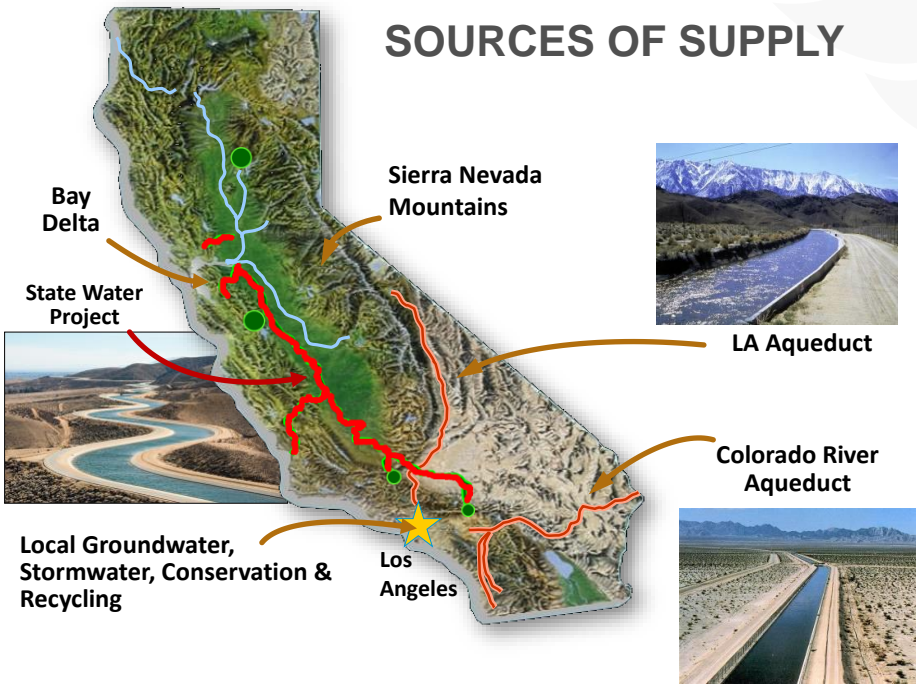 SOURCES OF SUPPLY
Sierra Nevada
Mountains
Bay
Delta
State Water
Project
LA Aqueduct
Colorado River
Aqueduct
Local Groundwater,
Stormwater, Conservation &
Recycling
Los
Angeles